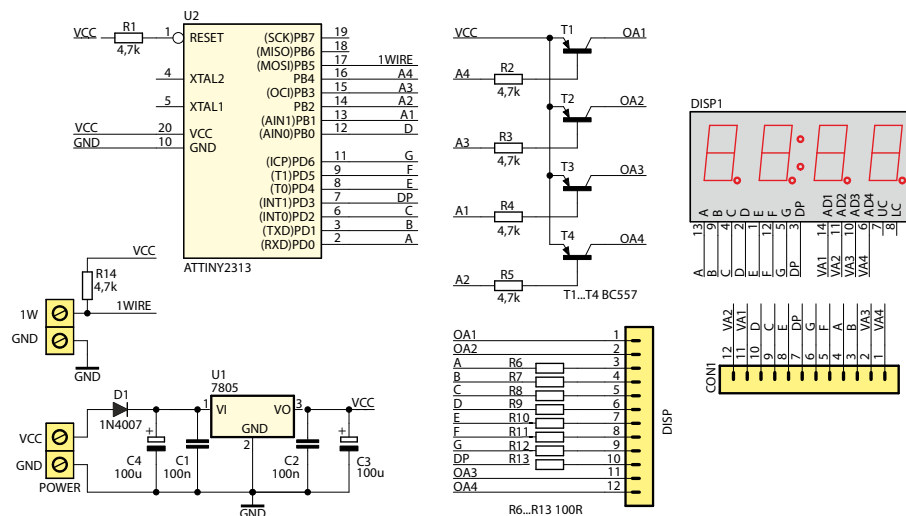 U2
VCC R1 4,7k 1 RESET
4 XTAL2
5 XTAL1
VCC 20 VCC
GND 10 GND
(SCK)PB7 19
(MISO)PB6 18
(MOSI)PB5 17 1WIRE
PB4 16 A4
(OCI)PB3 15 A3
PB2 14 A2
(AIN1)PB1 13 A1
(AIN0)PB0 12 D
(ICP)PD6 11 G
(T1)PD5 9 F
(T0)PD4 8 E
(INT1)PD3 7 DP
(INT0)PD2 6 C
(TXD)PD1 3 B
(RXD)PD0 2 A
ATTINY2313
VCC T1 OA1
A4 R2 4,7k
T2 OA2
A3 R3 4,7k
T3 OA3
A1 R4 4,7k
T4 OA4
A2 R5 4,7k
T1...T4 BC557
DISP1
A B C D E F G DP AD1 AD2 AD3 AD4 UC LC
13 9 4 2 1 12 5 3 14 11 10 6 7 8
A B C D E F G DP VA1 VA2 VA3 VA4
VCC
R14
4,7k
1W 1WIRE
GND
GND
VA2 VA1 D C E DP G F A B VA3 VA4
12 11 10 9 8 7 6 5 4 3 2 1
CON1
U1
7805
D1
1N4007
1 VI VO 3 VCC
GND
2
VCC
GND
POWER
+ C4 100u
C1 100n
C2 100n
+ C3 100u
GND
OA1 1
OA2 2
A R6 3
B R7 4
C R8 5
D R9 6
E R10 7
F R11 8
G R12 9
DP R13 10
OA3 11
OA4 12
DISP
R6...R13 100R